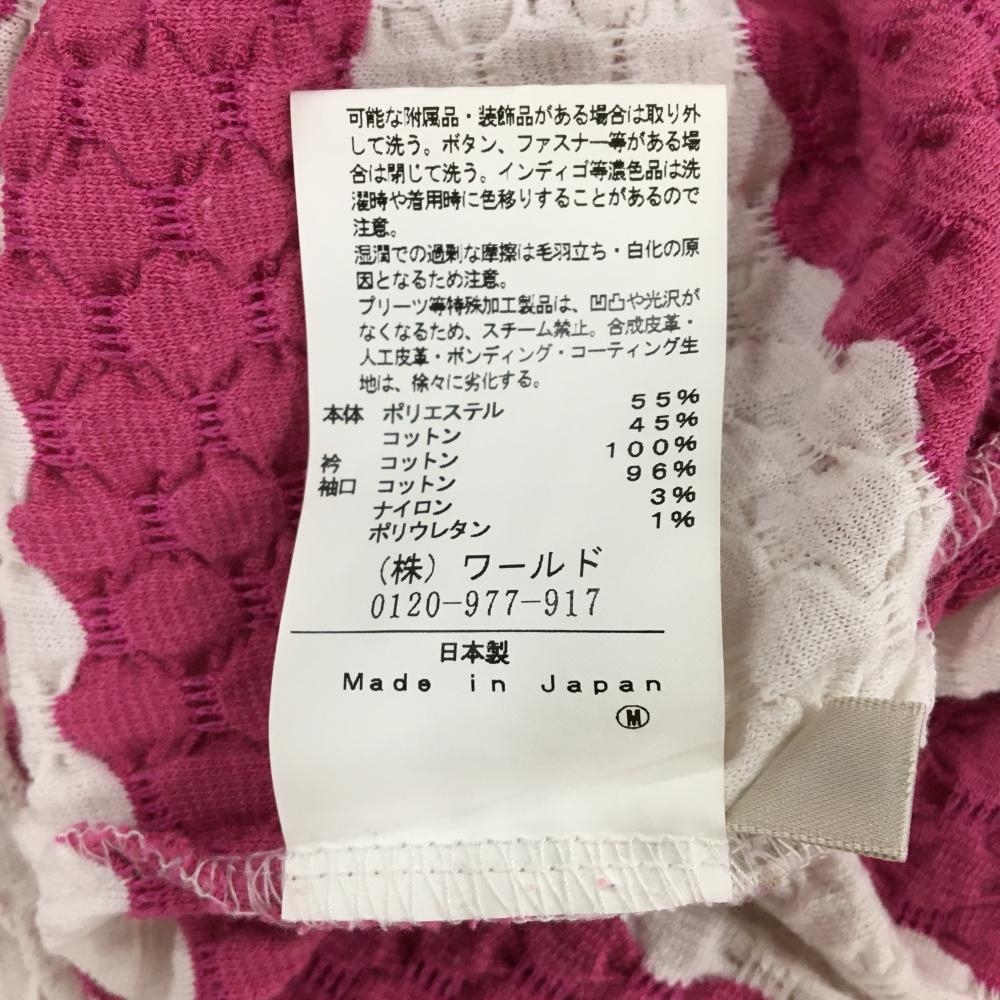 可能な附属品・装飾品がある場合は取り外
して洗う。ボタン、ファスナー等がある場
合は閉じて洗う。インディゴ等濃色品は洗
濯時や着用時に色移りすることがあるので
注意。
湿潤での過剰な摩擦は毛羽立ち・白化の原
因となるため注意。
プリーツ等特殊加工製品は、凹凸や光沢が
なくなるため、スチーム禁止。合成皮革・
人工皮革・ボンディング・コーティング生
地は、徐々に劣化する。
本体 ポリエステル 55%
コットン 45%
衿 コットン 100%
袖口 コットン 96%
ナイロン 3%
ポリウレタン 1%
(株) ワールド
0120-977-917
日本製
Made in Japan
Ⓜ